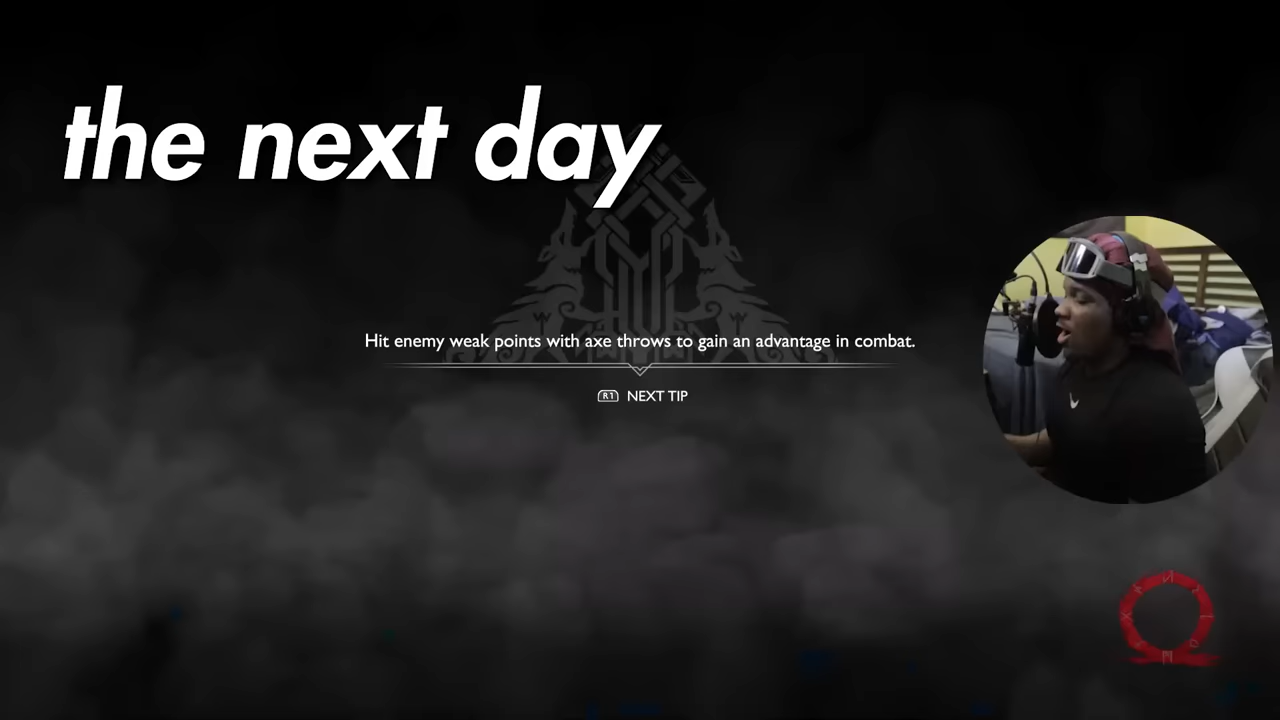 the next day
Hit enemy weak points with axe throws to gain an advantage in combat.
R1 NEXT TIP